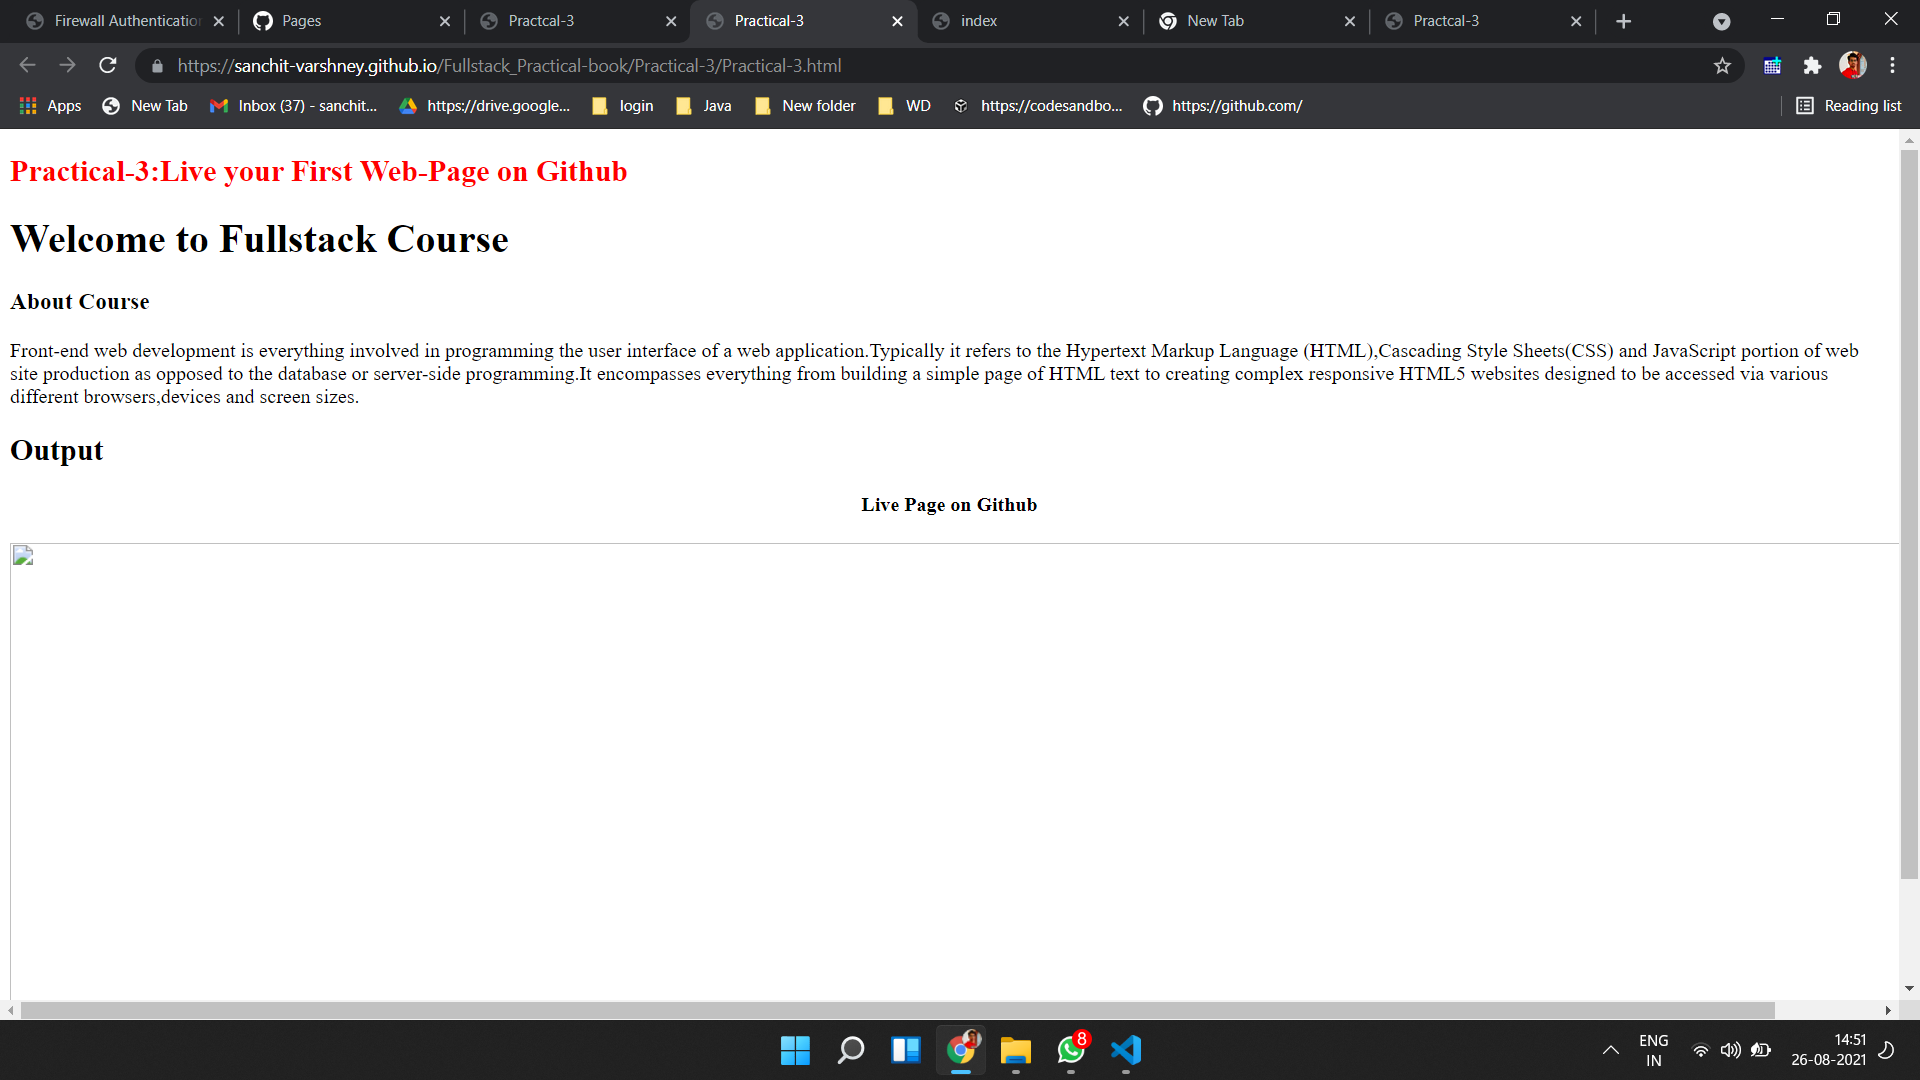 Firewall Authentication
Pages
Practcal-3
Practical-3
index
New Tab
Practcal-3
https://sanchit-varshney.github.io/Fullstack_Practical-book/Practical-3/Practical-3.html
Apps
New Tab
Inbox (37) - sanchit...
https://drive.google...
login
Java
New folder
WD
https://codesandbo...
https://github.com/
Reading list
Practical-3:Live your First Web-Page on Github
Welcome to Fullstack Course
About Course
Front-end web development is everything involved in programming the user interface of a web application.Typically it refers to the Hypertext Markup Language (HTML),Cascading Style Sheets(CSS) and JavaScript portion of web
site production as opposed to the database or server-side programming.It encompasses everything from building a simple page of HTML text to creating complex responsive HTML5 websites designed to be accessed via various
different browsers,devices and screen sizes.
Output
Live Page on Github
8
ENG
IN
14:51
26-08-2021